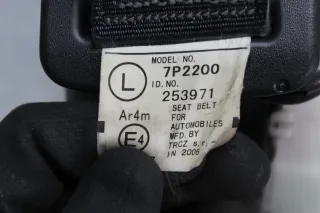 MODEL NO.
7P2200
L
I D. NO.
253971
SEAT BELT
FOR
Ar4m
AUTOMOBILES
MFD. BY
E4
TRCZ s.r.
IN 2006